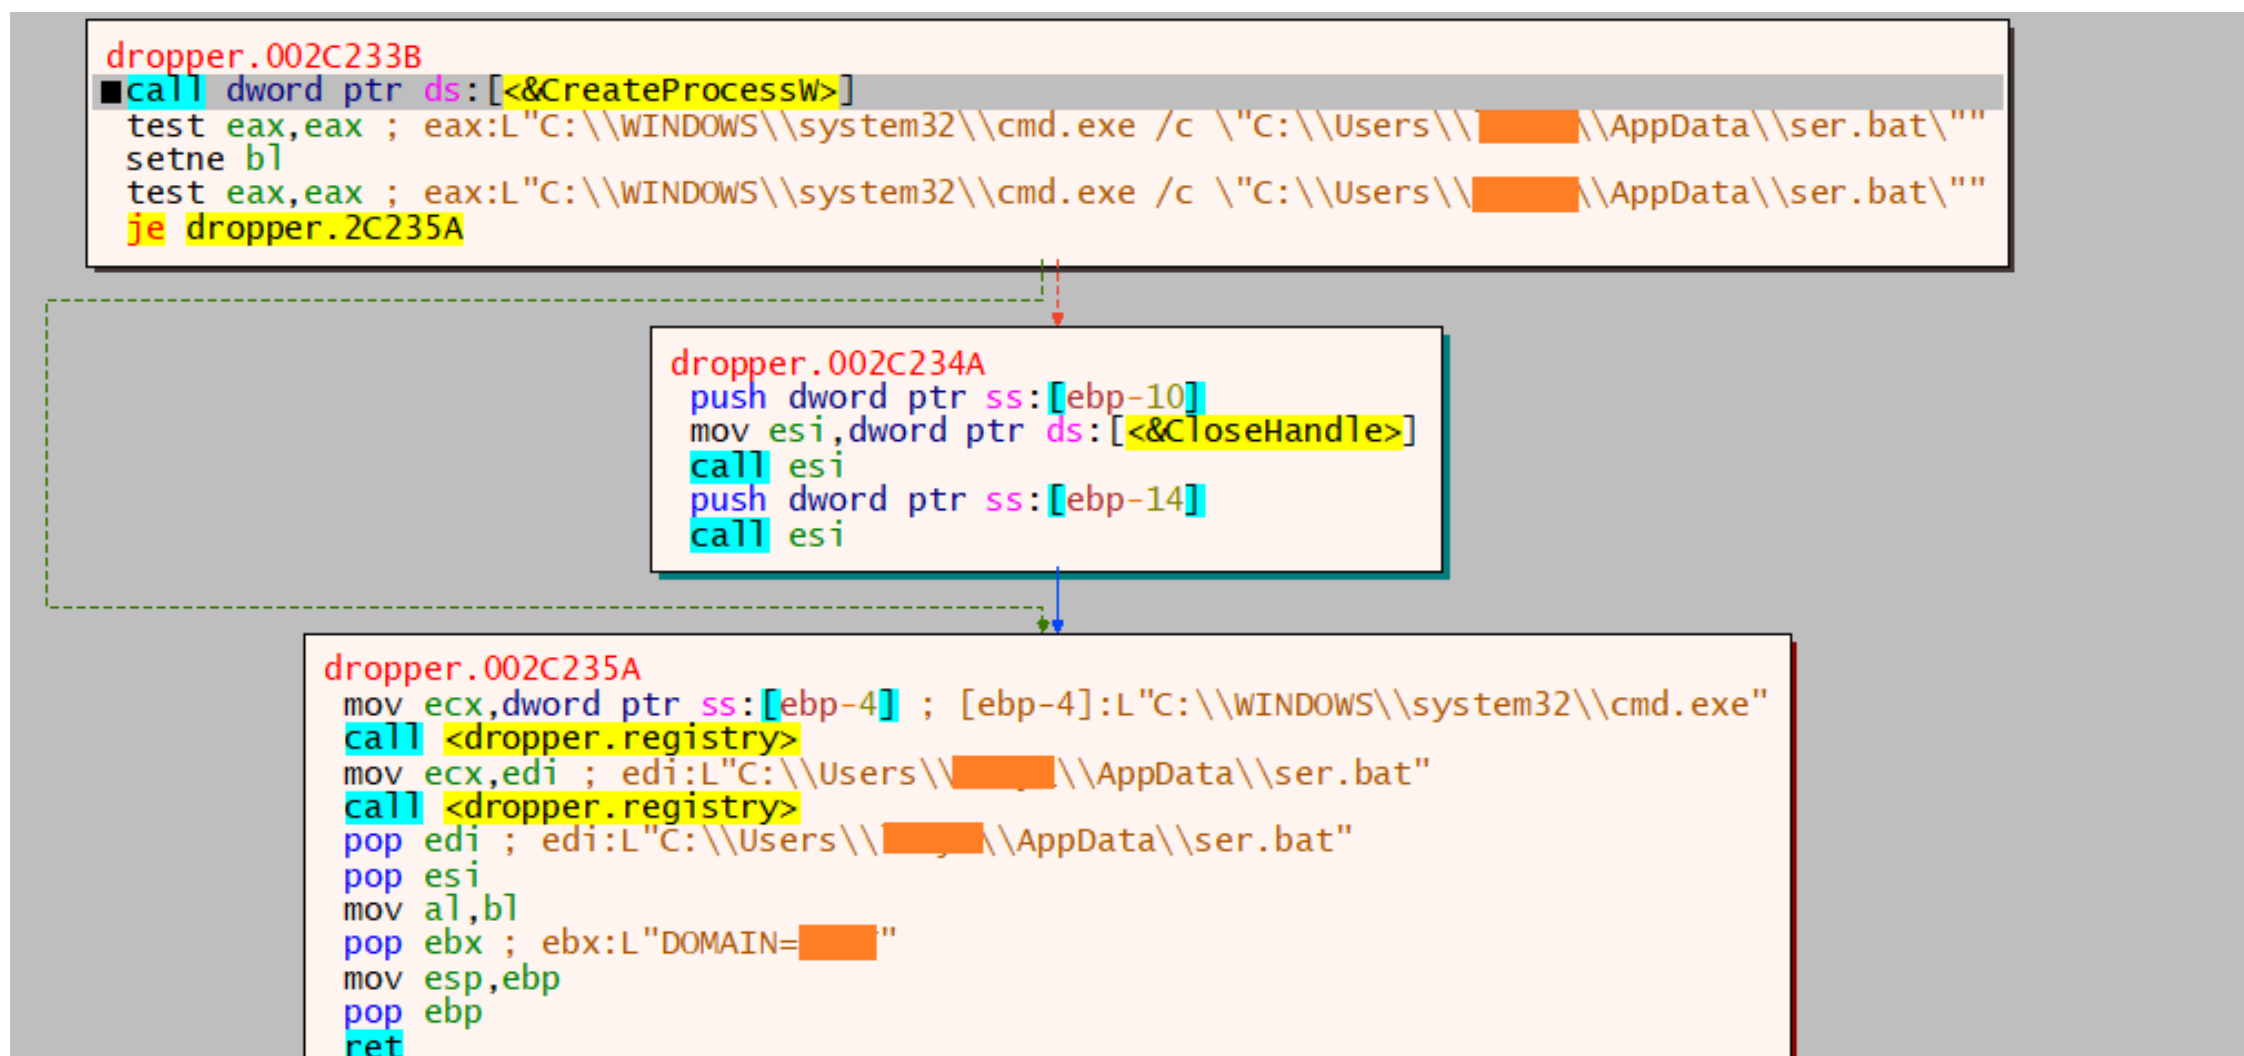 dropper.002C233B
call dword ptr ds:[<&CreateProcessW>]
test eax,eax ; eax:L"C:\\WINDOWS\\system32\\cmd.exe /c \"C:\\Users\\\\AppData\\ser.bat\""
setne bl
test eax,eax ; eax:L"C:\\WINDOWS\\system32\\cmd.exe /c \"C:\\Users\\\\AppData\\ser.bat\""
je dropper.2C235A
dropper.002C234A
push dword ptr ss:[ebp-10]
mov esi,dword ptr ds:[<&CloseHandle>]
call esi
push dword ptr ss:[ebp-14]
call esi
dropper.002C235A
mov ecx,dword ptr ss:[ebp-4] ; [ebp-4]:L"C:\\WINDOWS\\system32\\cmd.exe"
call <dropper.registry>
mov ecx,edi ; edi:L"C:\\Users\\\\AppData\\ser.bat"
call <dropper.registry>
pop edi ; edi:L"C:\\Users\\\\AppData\\ser.bat"
pop esi
mov al,bl
pop ebx ; ebx:L"DOMAIN="
mov esp,ebp
pop ebp
ret